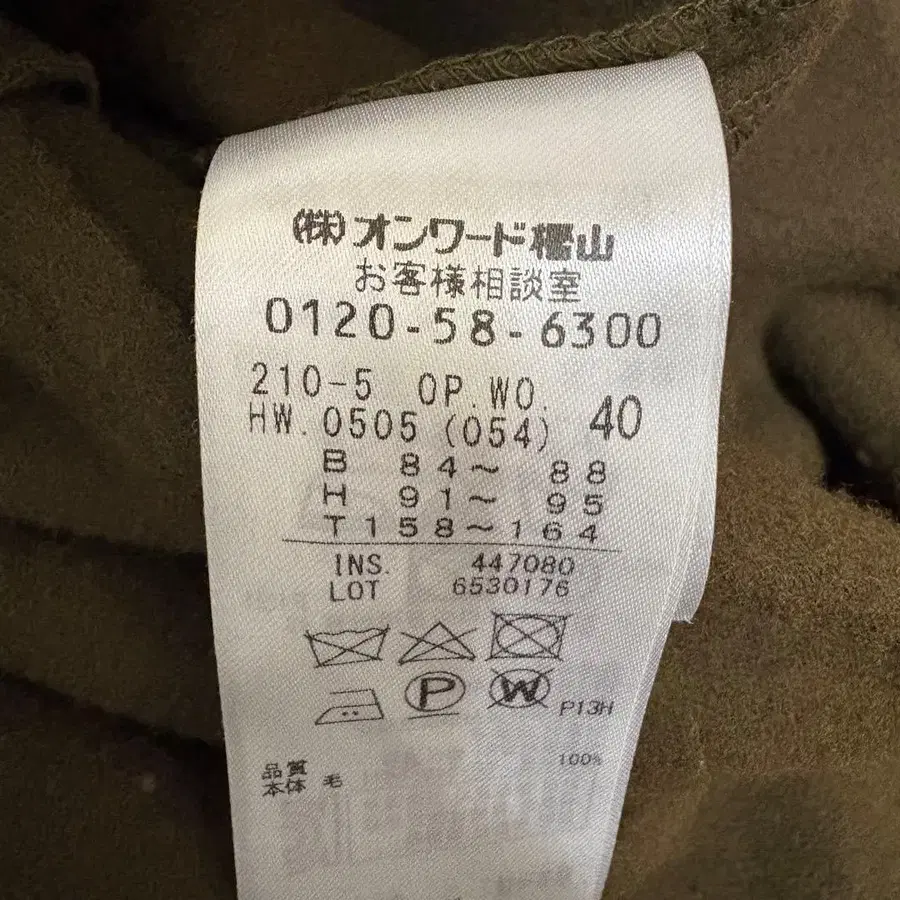 (株)オンワード樫山
お客様相談室
0120-58-6300
210-5 OP.WO.
HW.0505(054) 40
B 84～ 88
H 91～ 95
T158～164
INS. 447080
LOT 6530176
P W P13H
品質 100%
本体 毛